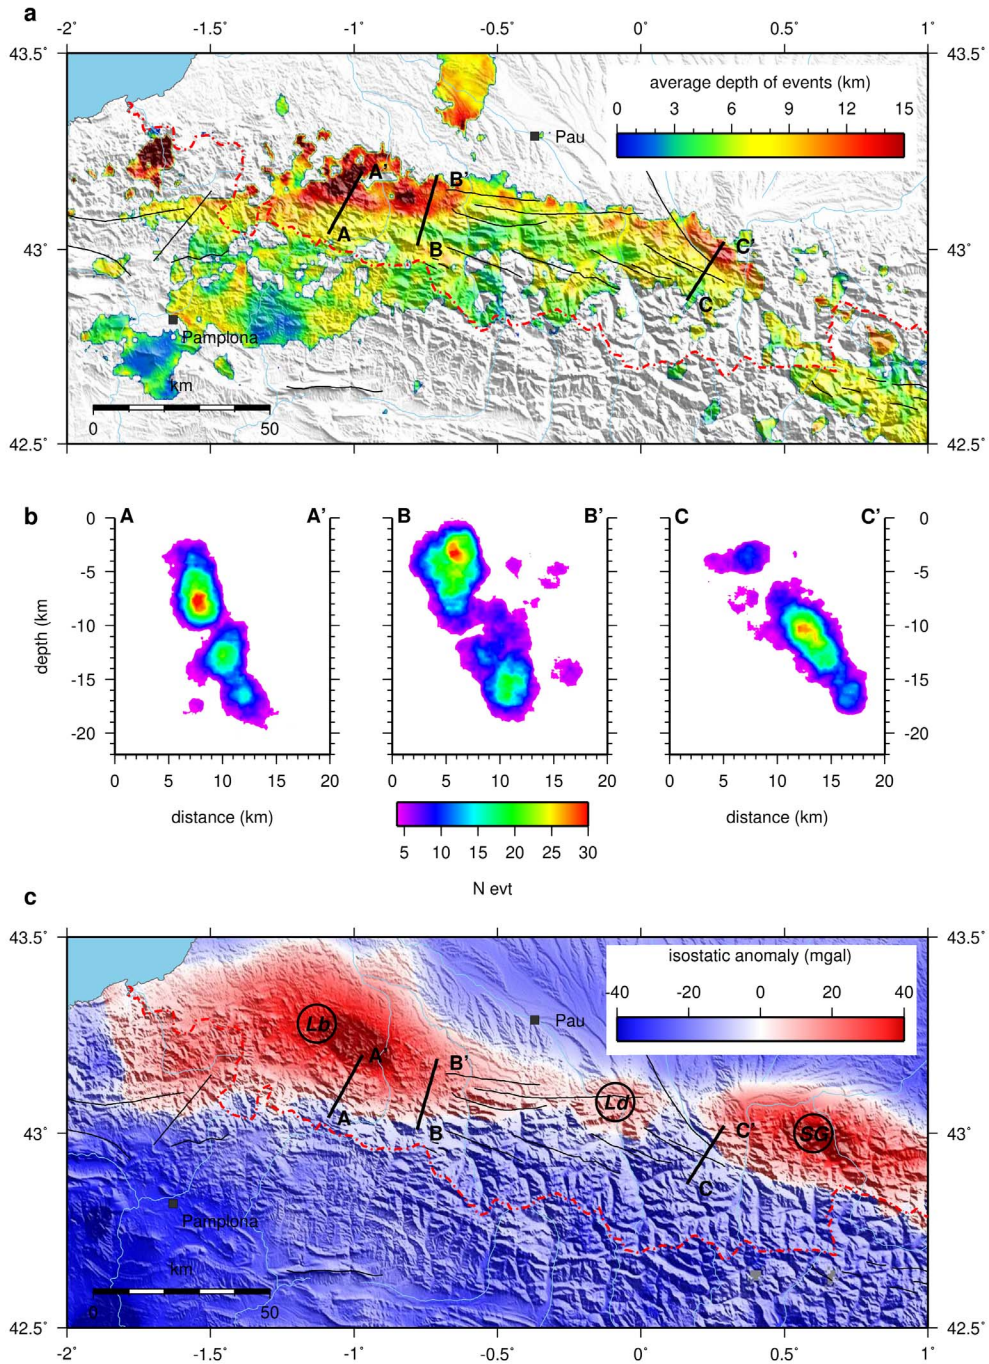 a
-2˚ -1.5˚ -1˚ -0.5˚ 0˚ 0.5˚ 1˚
43.5˚ 43.5˚
average depth of events (km)
0 3 6 9 12 15
Pau
A'
B'
A
B
C'
C
43˚ 43˚
Pamplona
km
0 50
42.5˚ 42.5˚
b
A A' B B' C C'
0 0
-5 -5
-10 -10
-15 -15
-20 -20
depth (km)
0 5 10 15 20 0 5 10 15 20 0 5 10 15 20
distance (km) distance (km)
5 10 15 20 25 30
N evt
c
43.5˚ 43.5˚
isostatic anomaly (mgal)
-40 -20 0 20 40
Pau
Lb
A'
B'
Ld
A
B
C'
SG
C
43˚ 43˚
Pamplona
km
0 50
42.5˚ 42.5˚
-2˚ -1.5˚ -1˚ -0.5˚ 0˚ 0.5˚ 1˚